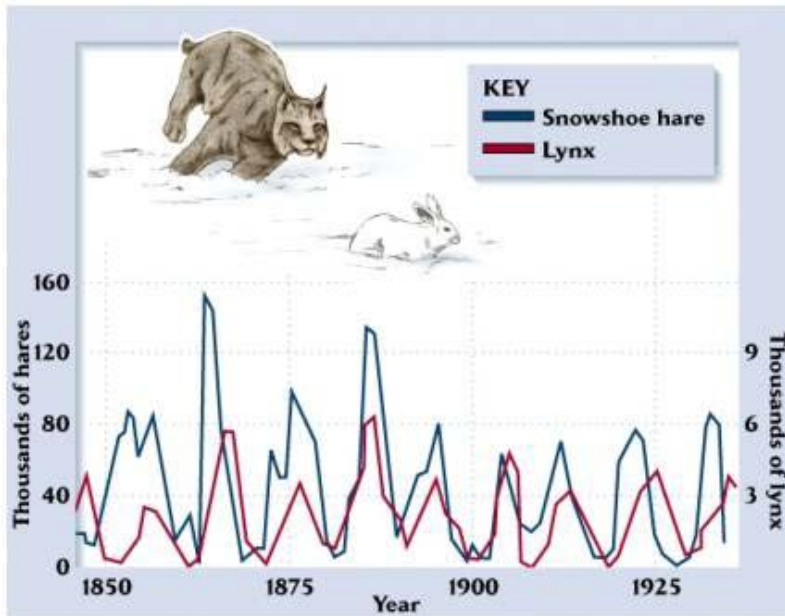 KEY
Snowshoe hare
Lynx
Thousands of hares
160
120
80
40
0
9
6
3
Thousands of lynx
1850
1875
1900
1925
Year